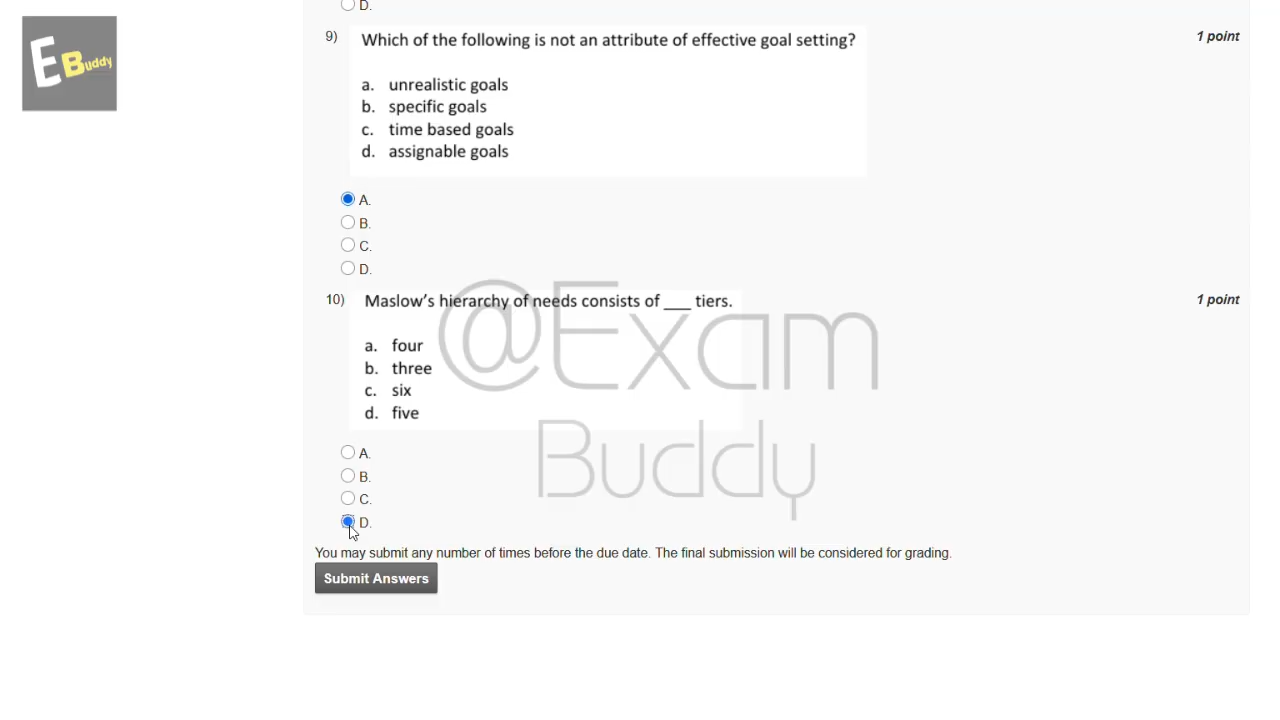 D.
E Buddy
9) Which of the following is not an attribute of effective goal setting? 1 point
a. unrealistic goals
b. specific goals
c. time based goals
d. assignable goals
A.
B.
C.
D.
10) Maslow's hierarchy of needs consists of ___ tiers. 1 point
a. four
b. three
c. six
d. five
@Exam
Buddy
A.
B.
C.
D.
You may submit any number of times before the due date. The final submission will be considered for grading.
Submit Answers